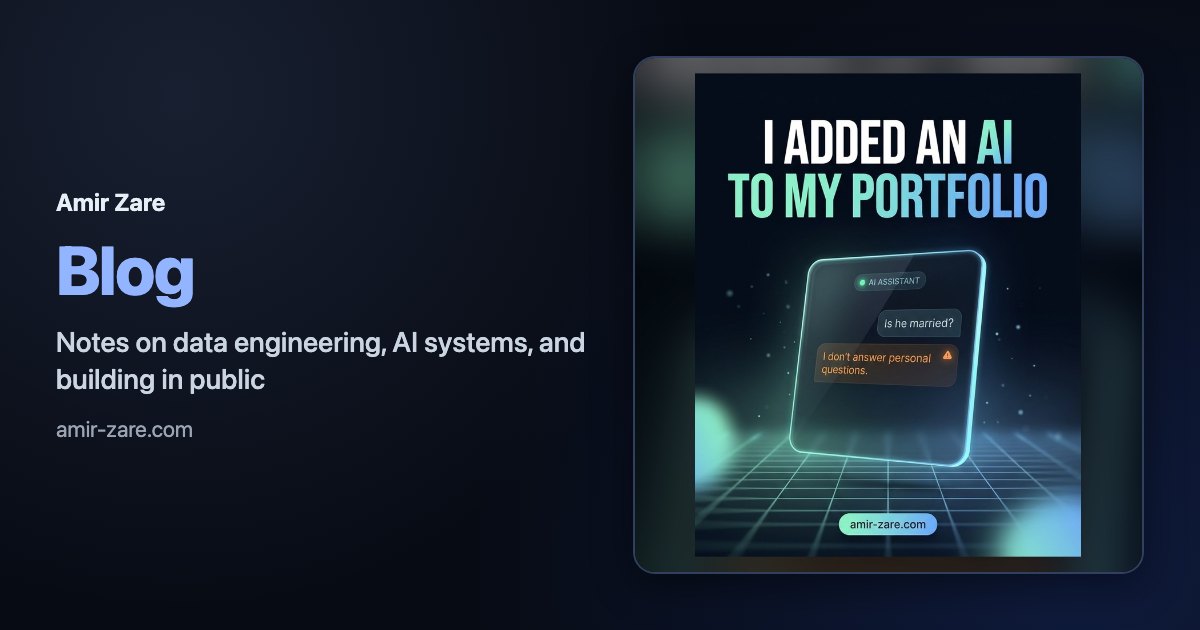 Amir Zare
Blog
Notes on data engineering, AI systems, and
building in public
amir-zare.com
I ADDED AN AI
TO MY PORTFOLIO
AI ASSISTANT
Is he married?
I don't answer personal
questions.
amir-zare.com